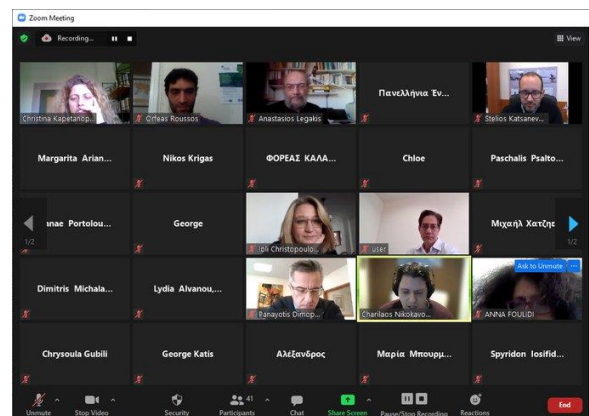 Zoom Meeting
Recording...
View
Christina Kapetanop...
Orfeas Roussos
Anastasios Legakis
Πανελλήνια Έν...
Stelios Katsanev...
Margarita Arian...
Nikos Krigas
ΦΟΡΕΑΣ ΚΑΛΑ...
Chloe
Paschalis Psalto...
anae Portolou...
George
Ibli Christopoulo...
user
Μιχαήλ Χατζηε
1/2
1/2
Dimitris Michala...
Lydia Alvanou,...
Panayotis Dimop...
Charilaos Nikokavo...
Ask to Unmute
ANNA FOULIDI
Chrysoula Gubili
George Katis
Αλέξανδρος
Μαρία Μπουρμ...
Spyridon Iosifid...
Unmute
Stop Video
Security
Participants
41
Chat
Share Screen
Pause/Stop Recording
Reactions
End